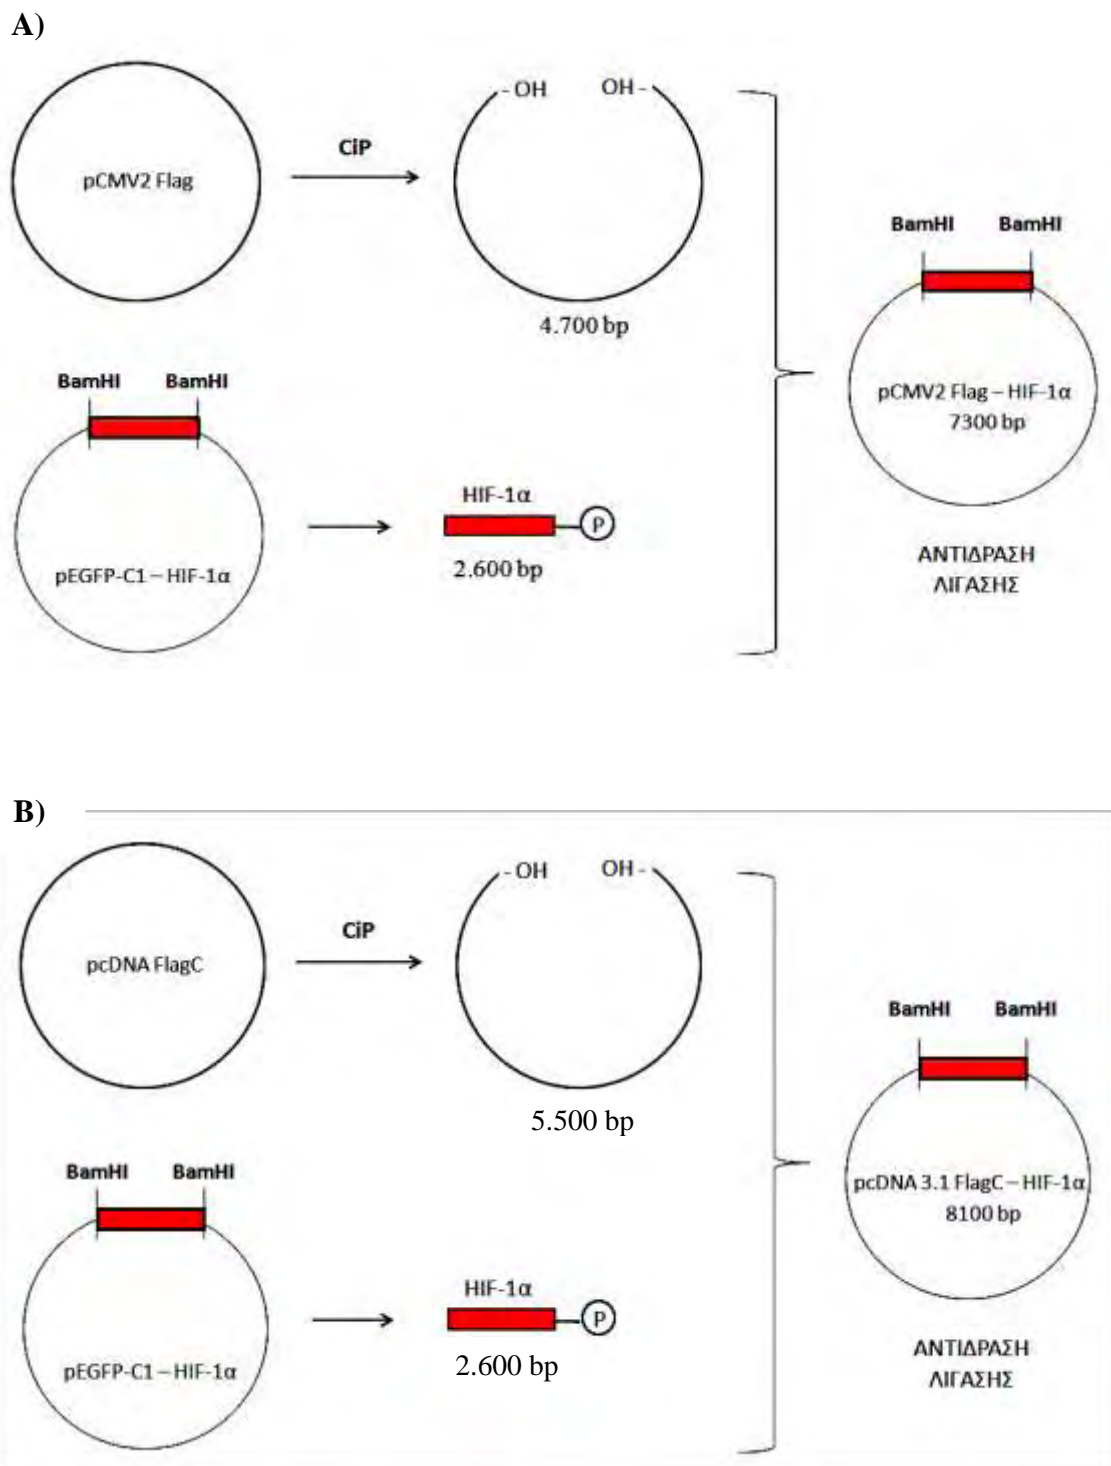 A)
- OH OH -
CiP
pCMV2 Flag
BamHI BamHI
4.700 bp
BamHI BamHI
pCMV2 Flag – HIF-1α
7300 bp
HIF-1α
P
2.600 bp
pEGFP-C1 – HIF-1α
ΑΝΤΙΔΡΑΣΗ
ΛΙΓΑΣΗΣ
B)
- OH OH -
CiP
pcDNA FlagC
BamHI BamHI
5.500 bp
BamHI BamHI
pcDNA 3.1 FlagC – HIF-1α
8100 bp
HIF-1α
P
2.600 bp
pEGFP-C1 – HIF-1α
ΑΝΤΙΔΡΑΣΗ
ΛΙΓΑΣΗΣ